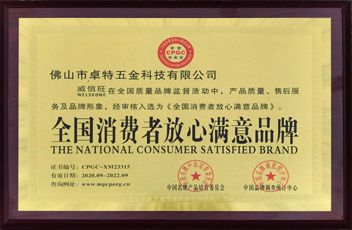 CPGC
佛山市卓特五金科技有限公司
威信旺
WELSKONE
在全国质量品牌监督活动中，产品质量、售后服
务及品牌形象，经审核入选为《全国消费者放心满意品牌》。
全国消费者放心满意品牌
THE NATIONAL CONSUMER SATISFIED BRAND
证书编号：CPGC-XM23315
有效日期：2020.09-2022.09
查询网址：www.mpcporg.cn
中国名牌产品培育委员会
中国品牌调查统计中心